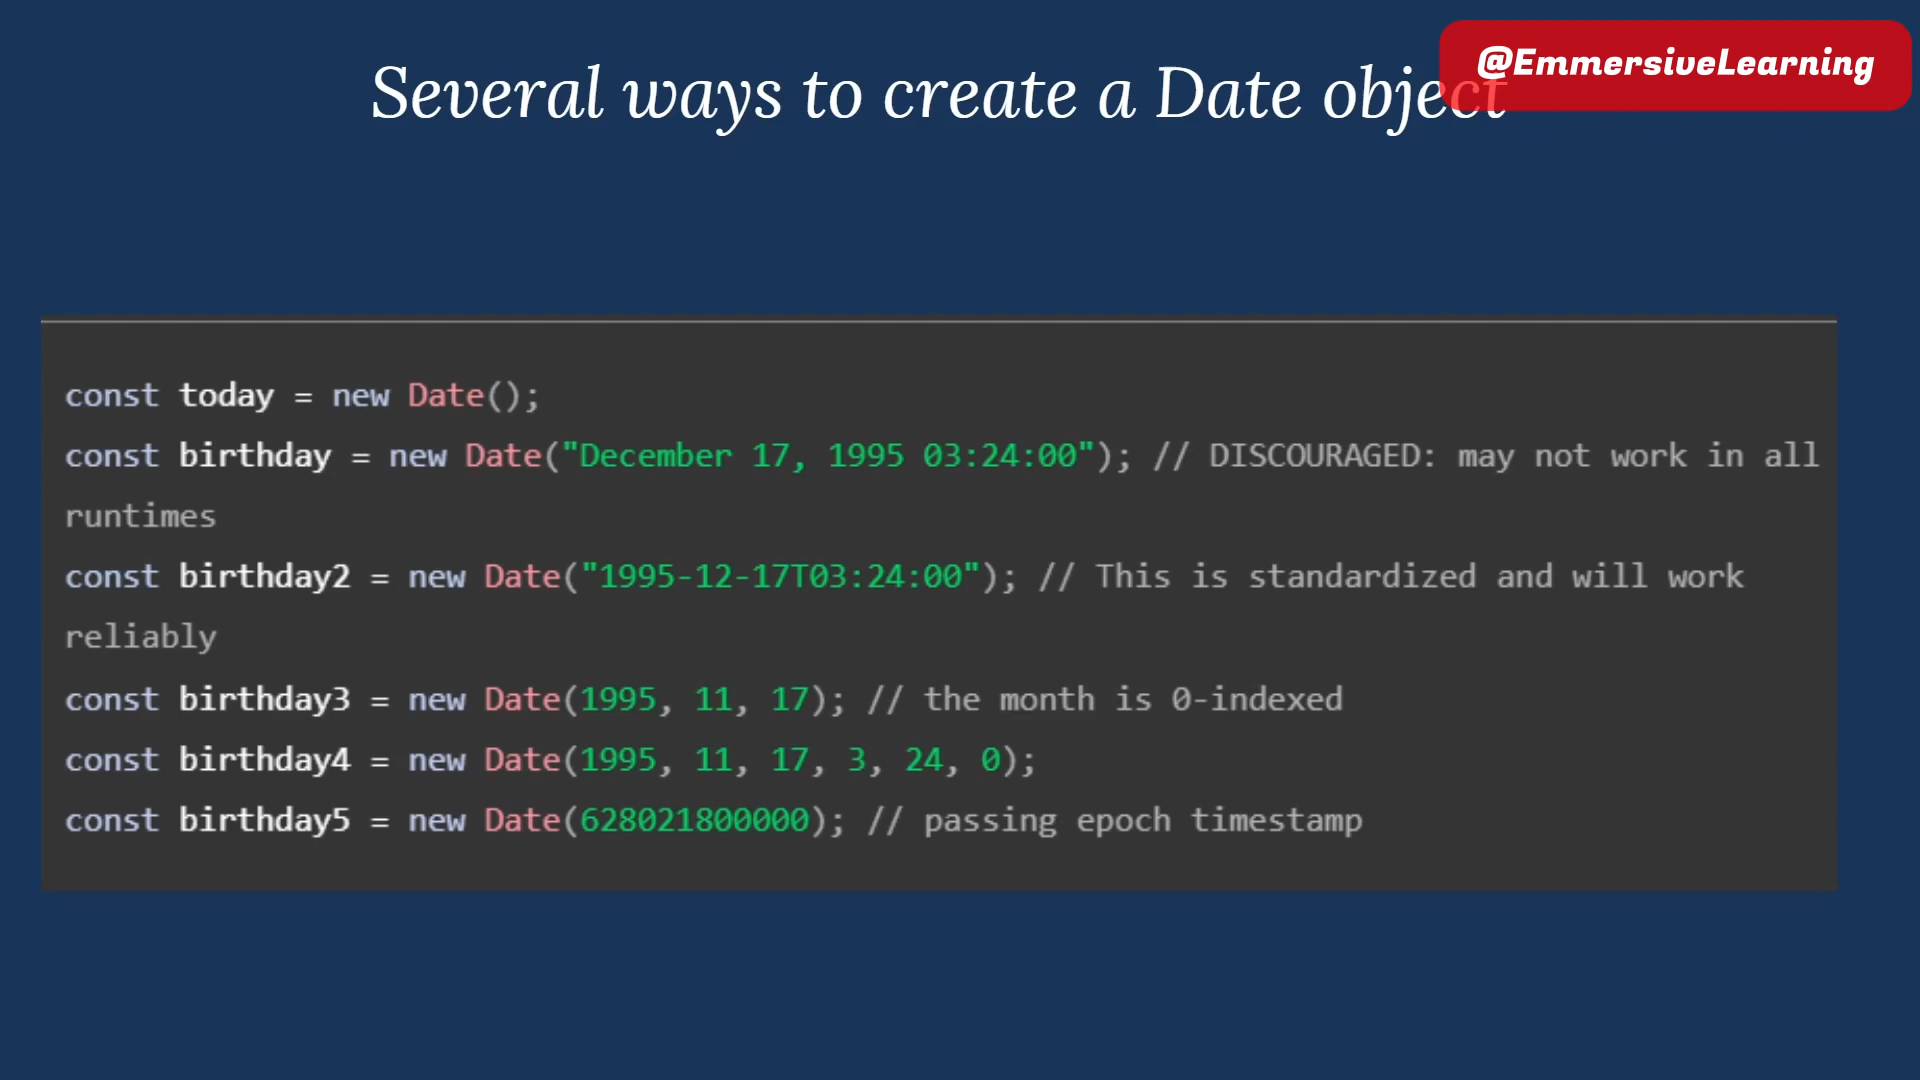 Several ways to create a Date object
@EmmersiveLearning
const today = new Date();
const birthday = new Date("December 17, 1995 03:24:00"); // DISCOURAGED: may not work in all
runtimes
const birthday2 = new Date("1995-12-17T03:24:00"); // This is standardized and will work
reliably
const birthday3 = new Date(1995, 11, 17); // the month is 0-indexed
const birthday4 = new Date(1995, 11, 17, 3, 24, 0);
const birthday5 = new Date(628021800000); // passing epoch timestamp